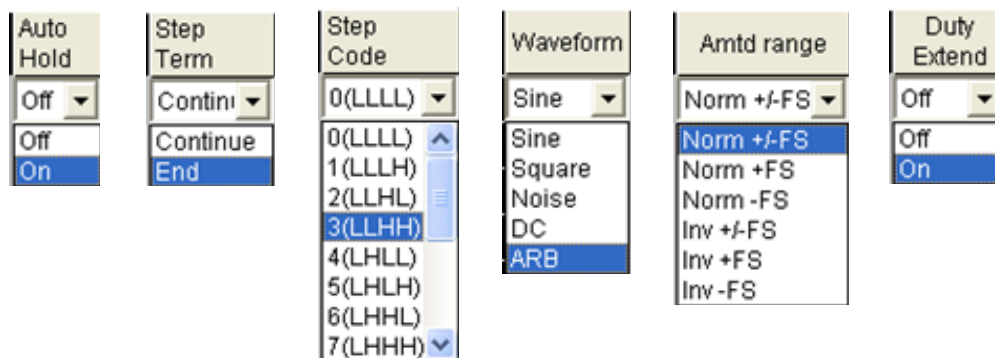 Auto
Hold
Off
Off
On
Step
Term
Continu
Continue
End
Step
Code
0(LLLL)
0(LLLL)
1(LLLH)
2(LLHL)
3(LLHH)
4(LHLL)
5(LHLH)
6(LHHL)
7(LHHH)
Waveform
Sine
Sine
Square
Noise
DC
ARB
Amtd range
Norm +/-FS
Norm +/-FS
Norm +FS
Norm -FS
Inv +/-FS
Inv +FS
Inv -FS
Duty
Extend
Off
Off
On